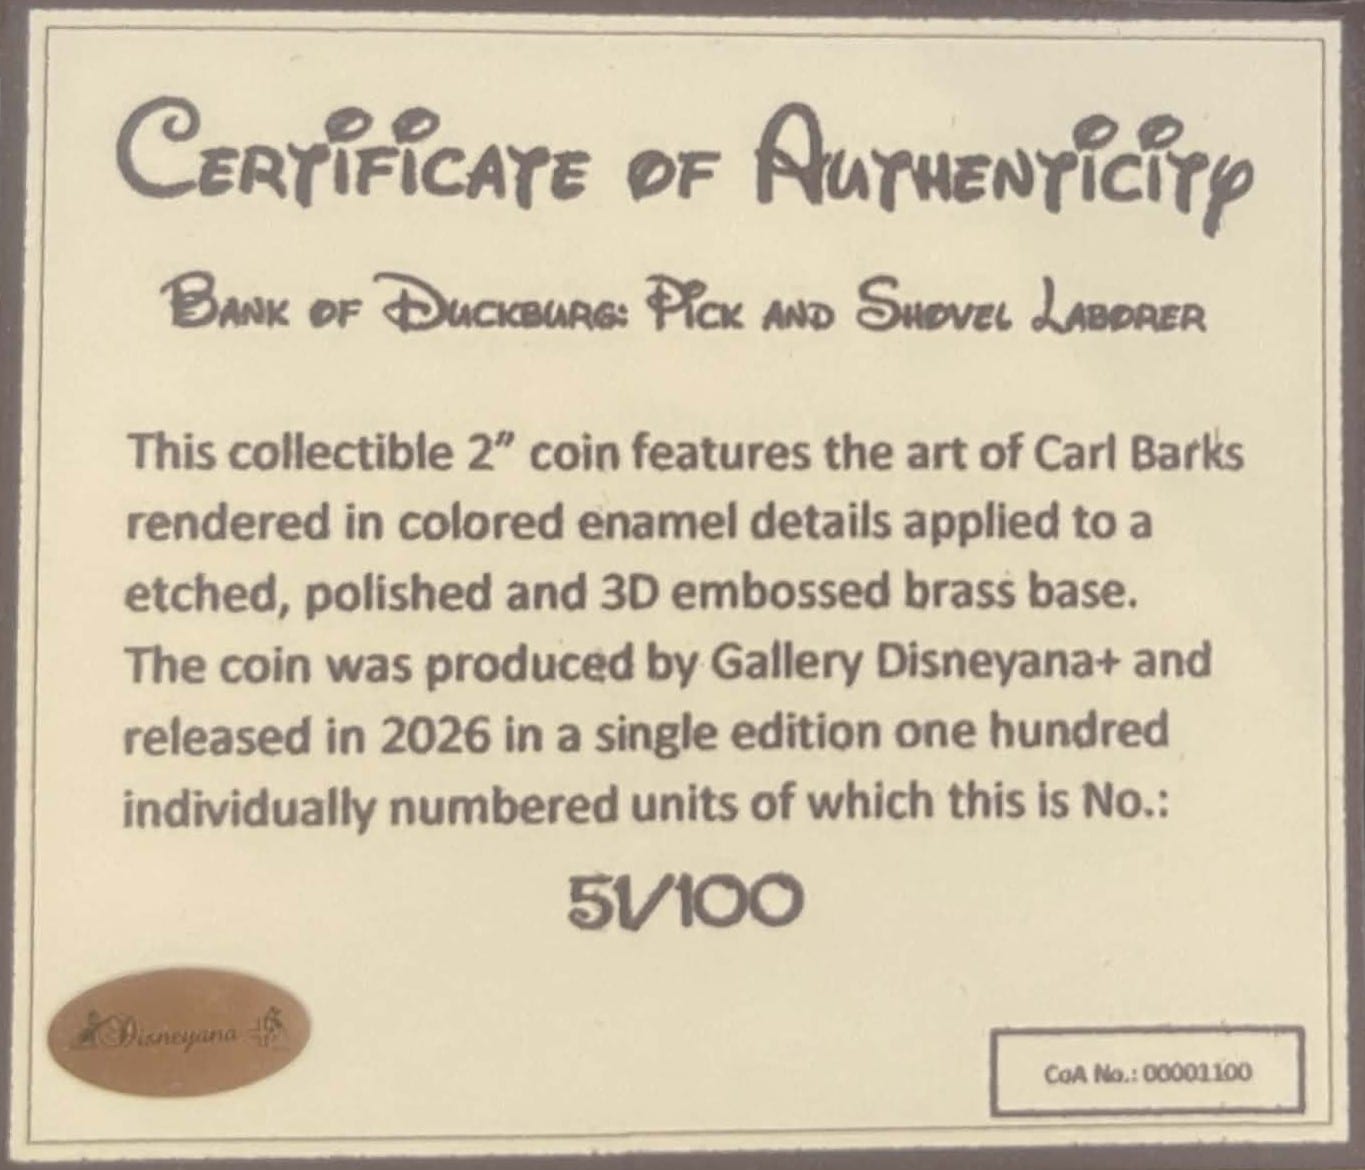 Certificate of Authenticity
Bank of Duckburg: Pick and Shovel Laborer
This collectible 2" coin features the art of Carl Barks
rendered in colored enamel details applied to a
etched, polished and 3D embossed brass base.
The coin was produced by Gallery Disneyana+ and
released in 2026 in a single edition one hundred
individually numbered units of which this is No.:
51/100
Disneyana
CoA No.: 00001100